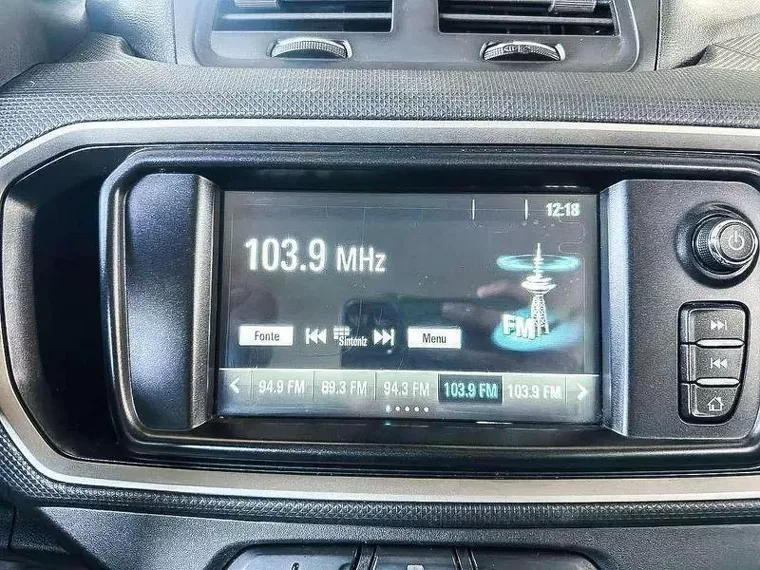 12:18
103.9 MHz
FM
Fonte Sintoniz Menu
94.9 FM 89.3 FM 94.3 FM 103.9 FM 103.9 FM